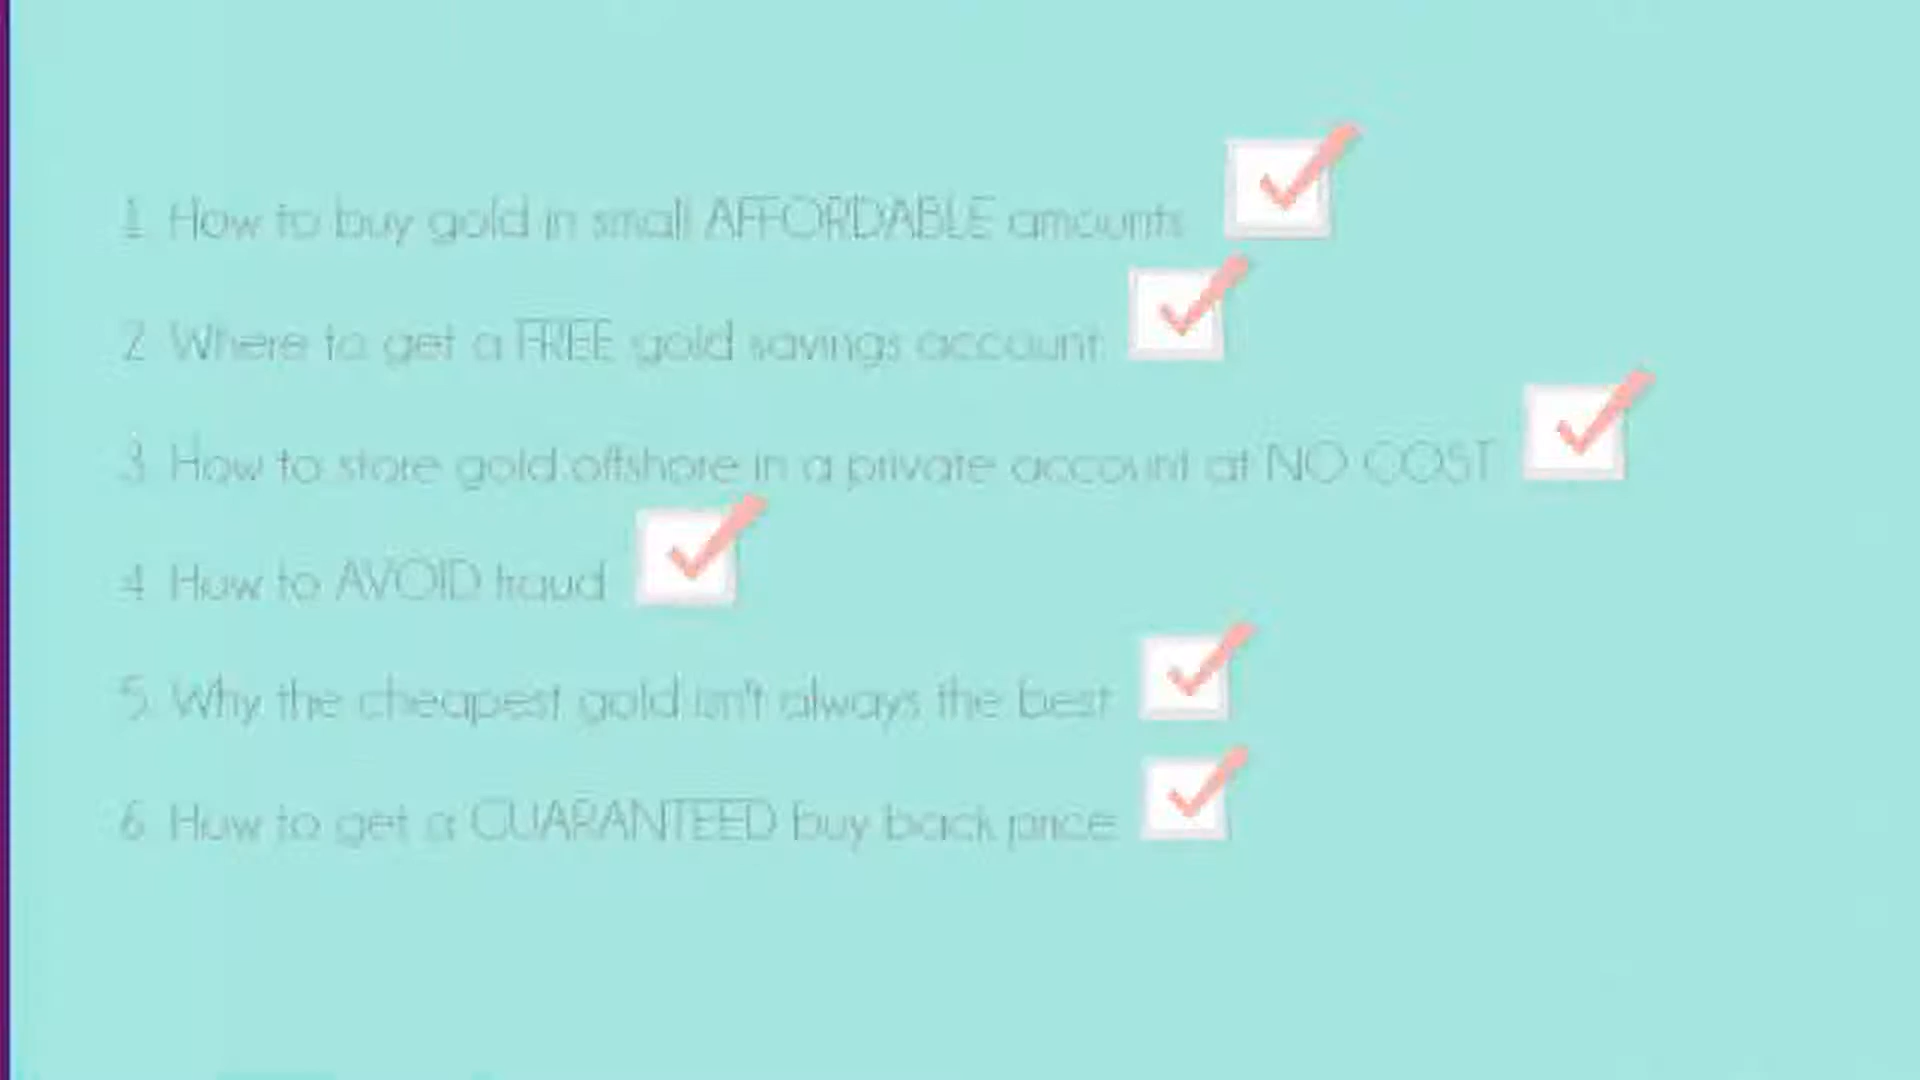 1. How to buy gold in small AFFORDABLE amounts
2. Where to get a FREE gold savings account
3. How to store gold offshore in a private account at NO COST
4. How to AVOID fraud
5. Why the cheapest gold isn't always the best
6. How to get a GUARANTEED buy back price